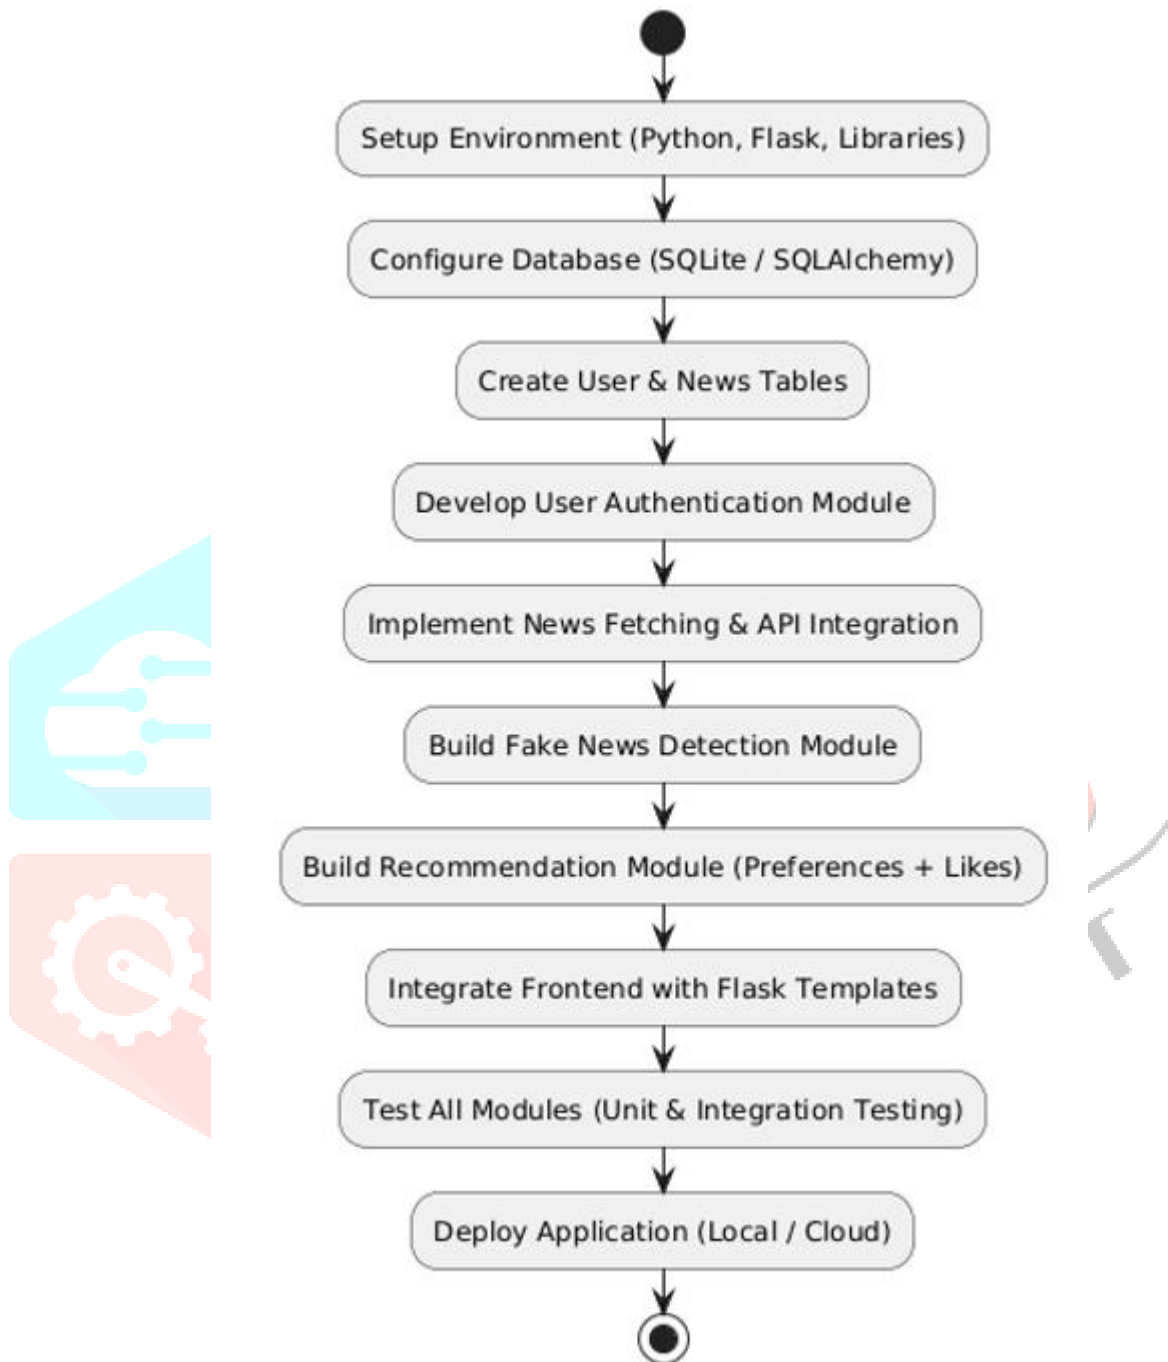 Setup Environment (Python, Flask, Libraries)
Configure Database (SQLite / SQLAlchemy)
Create User & News Tables
Develop User Authentication Module
Implement News Fetching & API Integration
Build Fake News Detection Module
Build Recommendation Module (Preferences + Likes)
Integrate Frontend with Flask Templates
Test All Modules (Unit & Integration Testing)
Deploy Application (Local / Cloud)